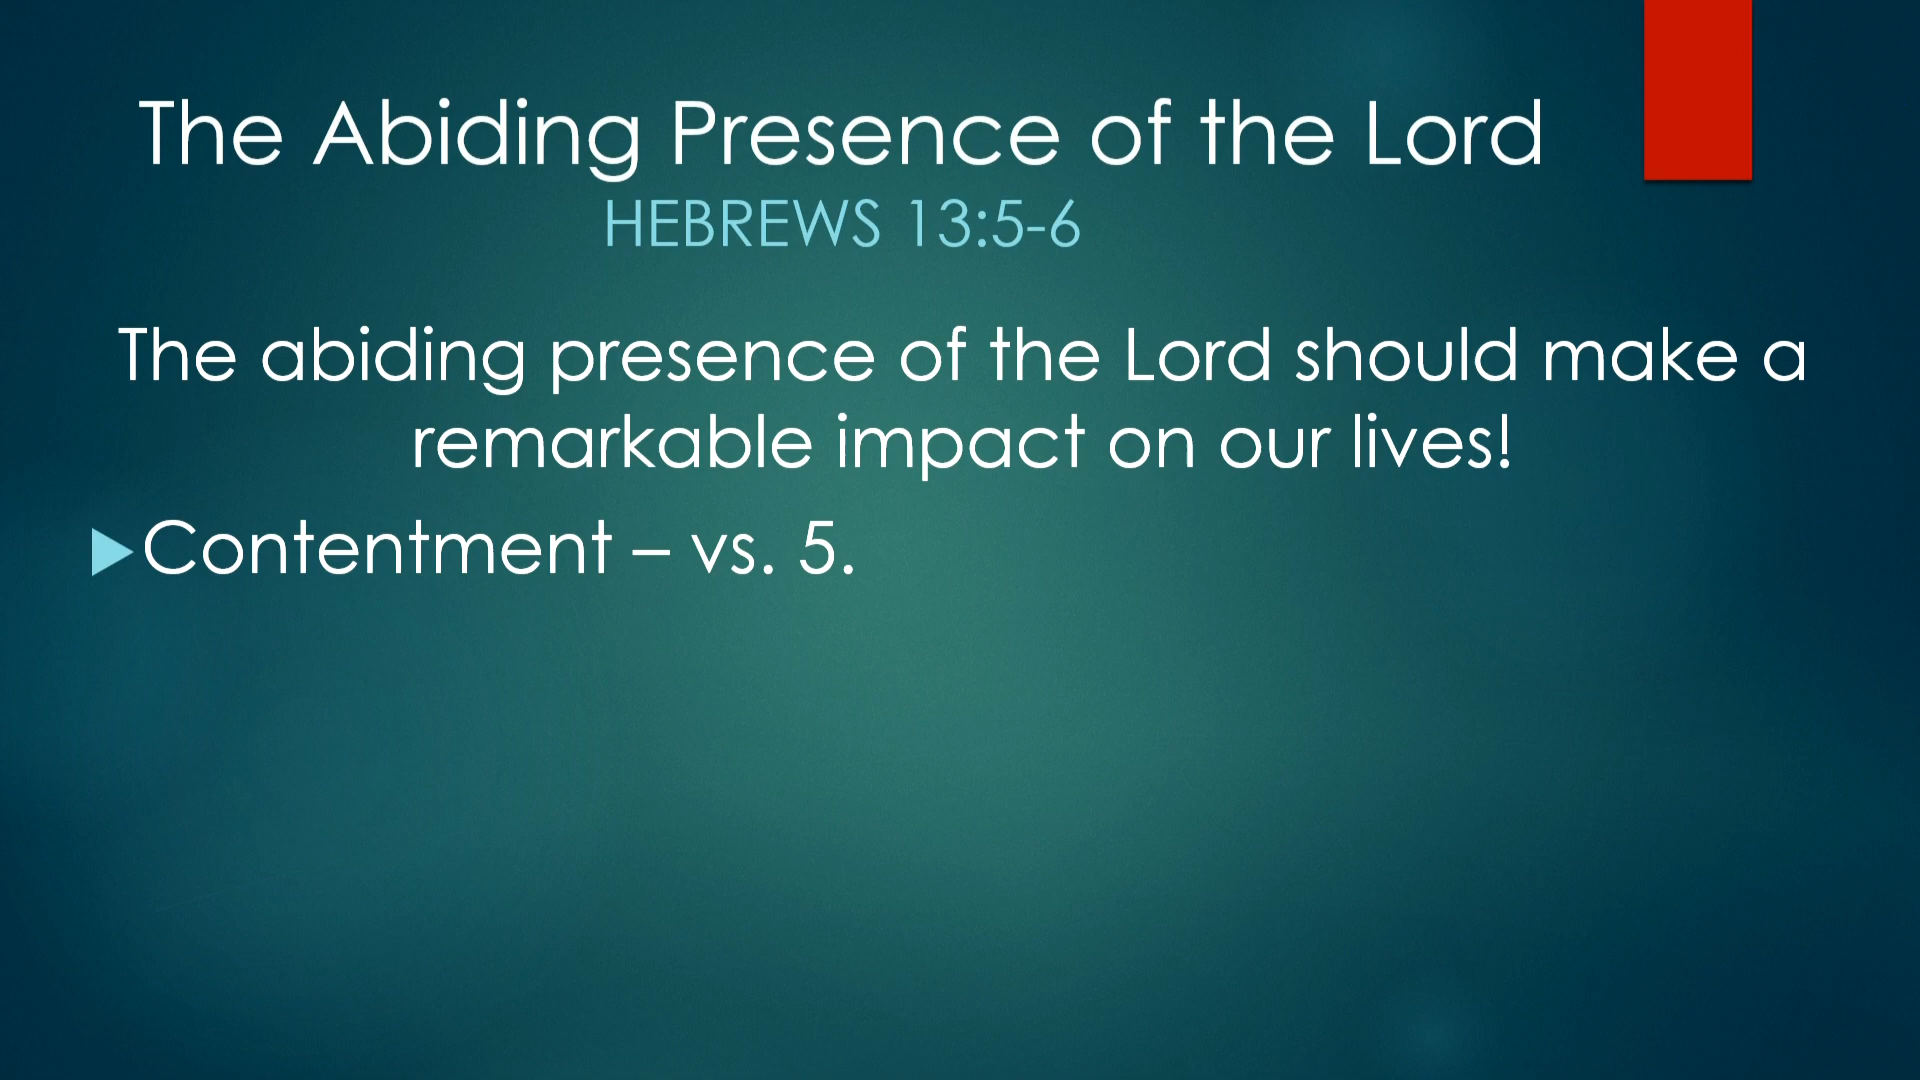 The Abiding Presence of the Lord
HEBREWS 13:5-6
The abiding presence of the Lord should make a
remarkable impact on our lives!
Contentment – vs. 5.